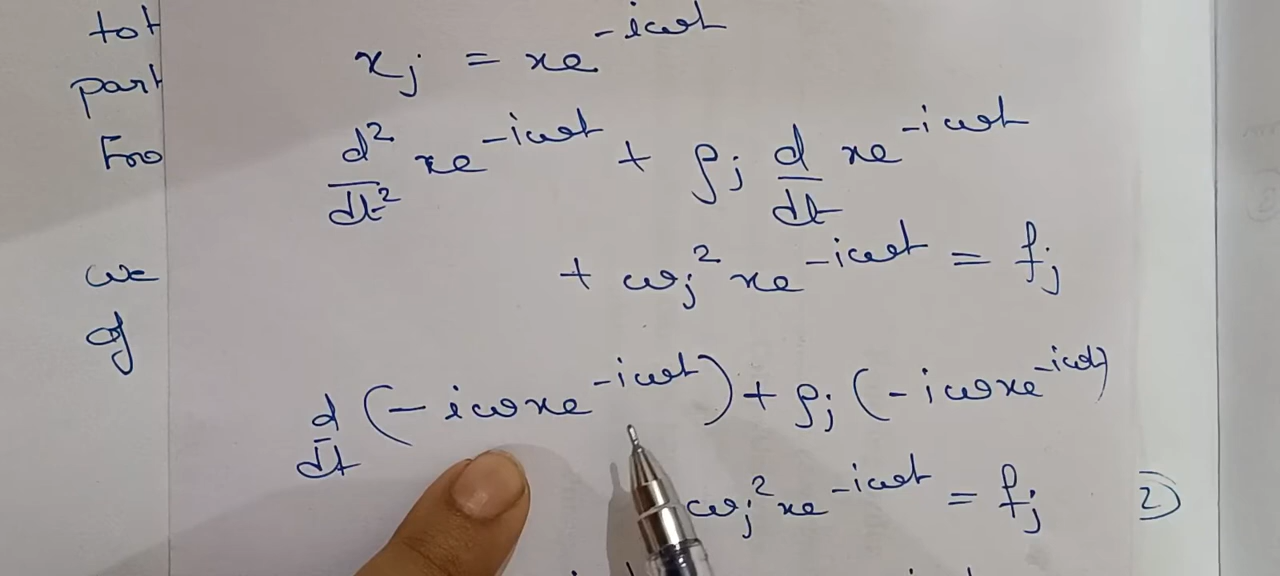 tot
part
Fro
we
of
x_j = xe^{-iωt}
d²/dt² xe^{-iωt} + ρ_j d/dt xe^{-iωt}
+ ω_j² xe^{-iωt} = f_j
d/dt (-iωxe^{-iωt}) + ρ_j (-iωxe^{-iωt})
ω_j² xe^{-iωt} = f_j 2)